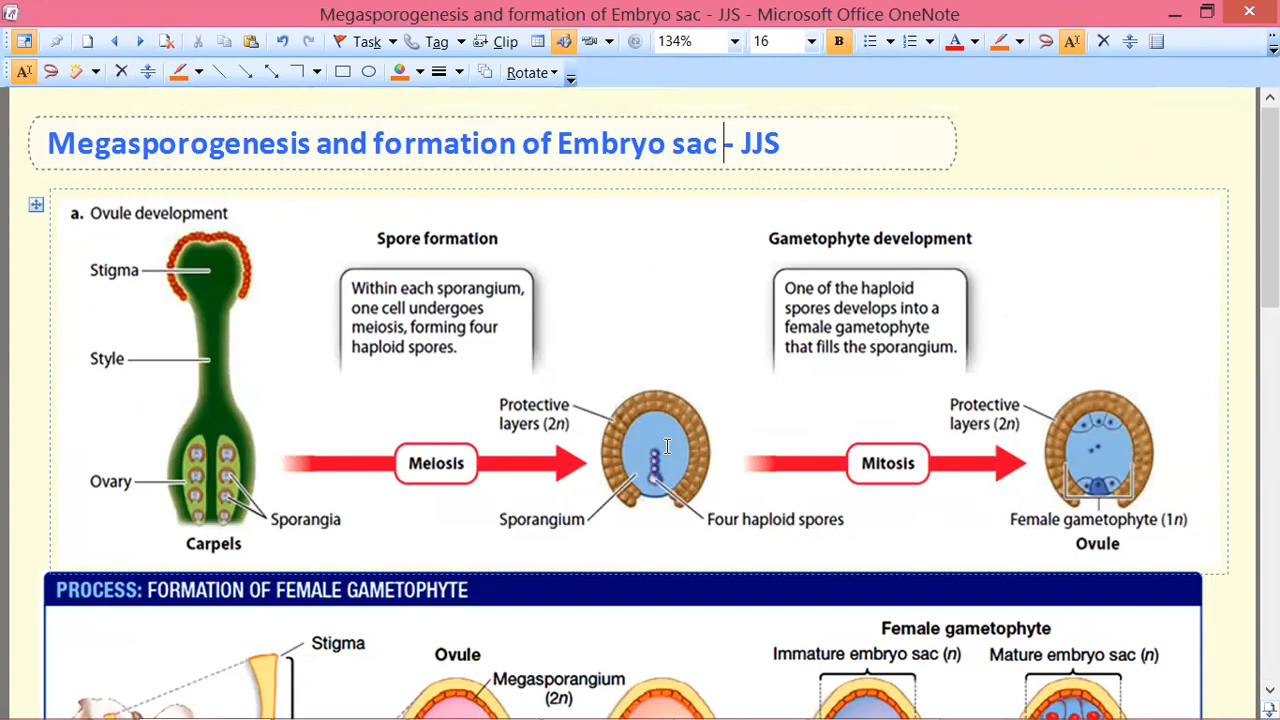 Megasporogenesis and formation of Embryo sac - JJS - Microsoft Office OneNote
Task
Tag
Clip
134%
16
B
A
A
A
Rotate
Megasporogenesis and formation of Embryo sac - JJS
a. Ovule development
Spore formation
Gametophyte development
Stigma
Within each sporangium,
one cell undergoes
meiosis, forming four
haploid spores.
One of the haploid
spores develops into a
female gametophyte
that fills the sporangium.
Style
Protective
layers (2n)
Protective
layers (2n)
Meiosis
Mitosis
Ovary
Sporangia
Sporangium
Four haploid spores
Female gametophyte (1n)
Carpels
Ovule
PROCESS: FORMATION OF FEMALE GAMETOPHYTE
Stigma
Ovule
Female gametophyte
Immature embryo sac (n)
Mature embryo sac (n)
Megasporangium
(2n)